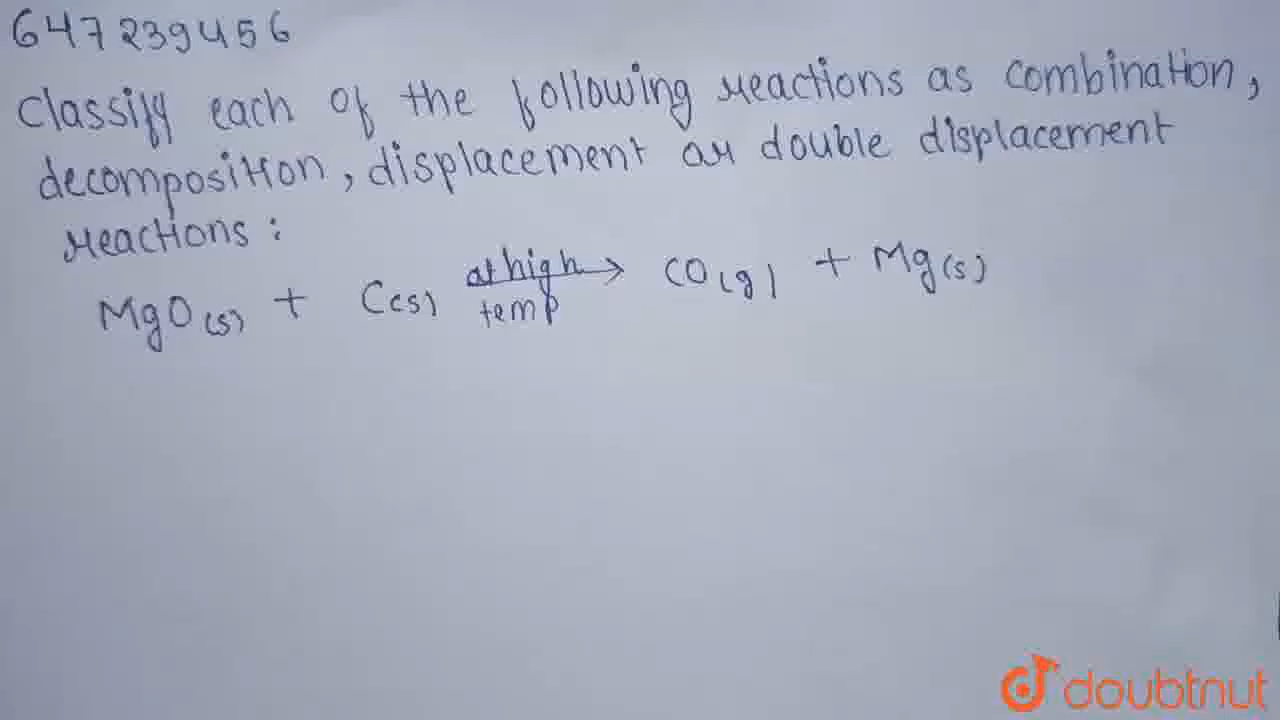 647239456
Classify each of the following reactions as combination,
decomposition, displacement or double displacement
reactions:
MgO(s) + C(s) at high temp → CO(g) + Mg(s)
doubtnut